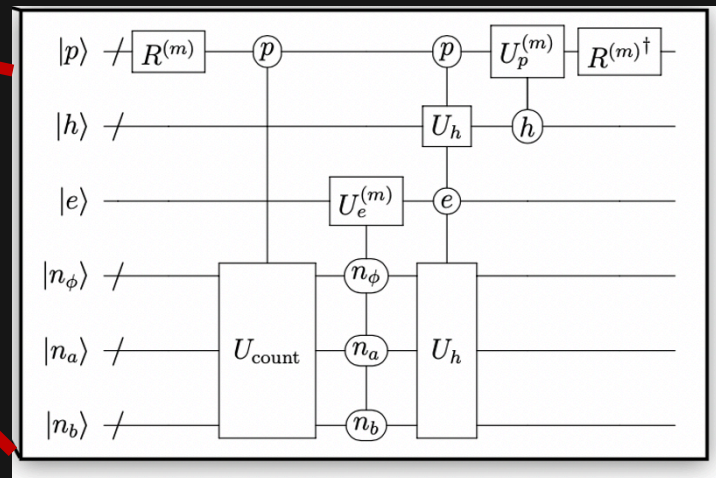 |p⟩ R^(m) p p U_p^(m) R^(m)†
|h⟩ U_h h
|e⟩ U_e^(m) e
|n_ϕ⟩ n_ϕ
|n_a⟩ U_count n_a U_h
|n_b⟩ n_b